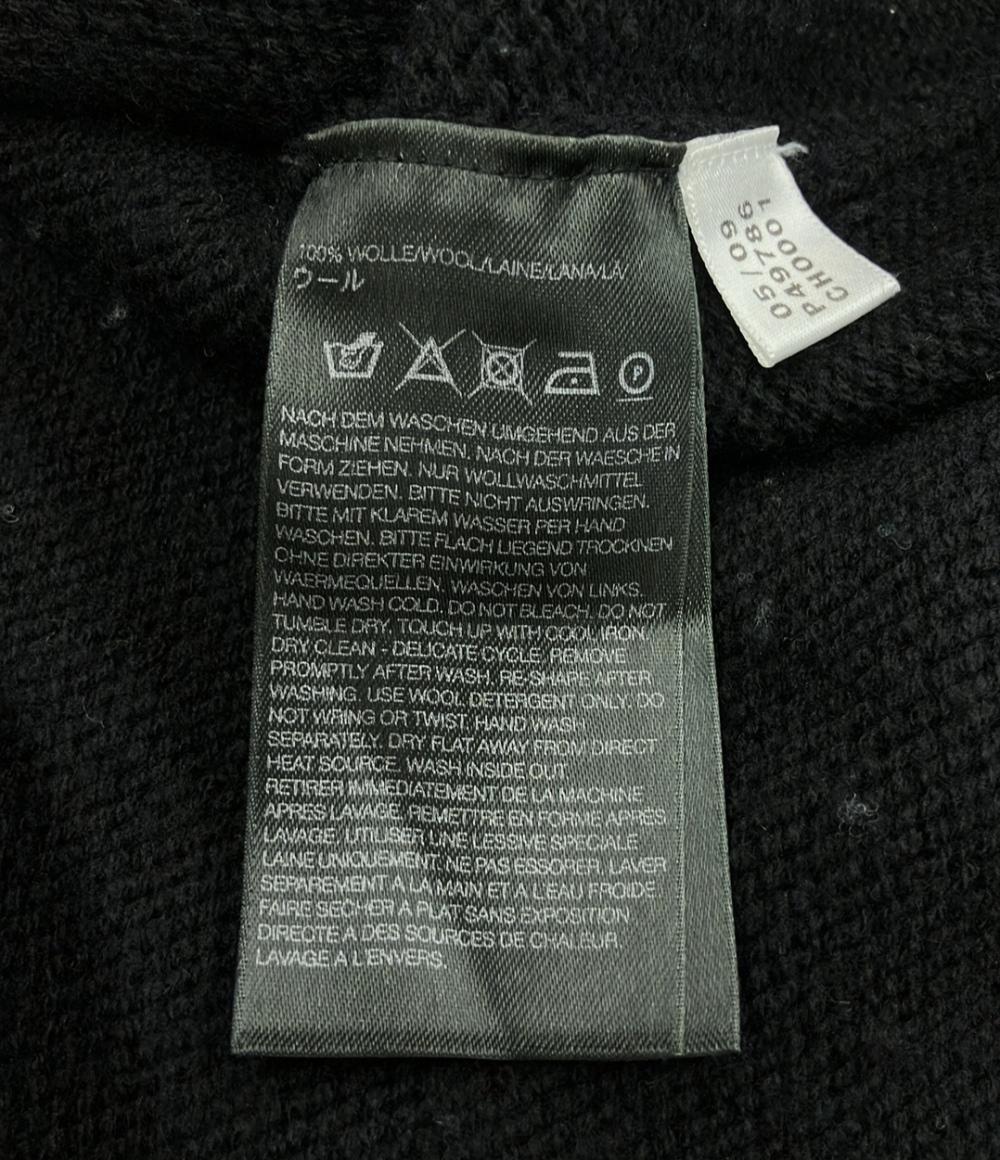 100% WOLLE/WOOL/LAINE/LANA/LA
ウール
P
NACH DEM WASCHEN UMGEHEND AUS DER
MASCHINE NEHMEN. NACH DER WAESCHE IN
FORM ZIEHEN. NUR WOLLWASCHMITTEL
VERWENDEN. BITTE NICHT AUSWRINGEN.
BITTE MIT KLAREM WASSER PER HAND
WASCHEN. BITTE FLACH LIEGEND TROCKNEN
OHNE DIREKTER EINWIRKUNG VON
WAERMEQUELLEN. WASCHEN VON LINKS.
HAND WASH COLD. DO NOT BLEACH. DO NOT
TUMBLE DRY. TOUCH UP WITH COOL IRON.
DRY CLEAN - DELICATE CYCLE. REMOVE
PROMPTLY AFTER WASH. RE-SHAPE AFTER
WASHING. USE WOOL DETERGENT ONLY. DO
NOT WRING OR TWIST. HAND WASH
SEPARATELY. DRY FLAT AWAY FROM DIRECT
HEAT SOURCE. WASH INSIDE OUT
RETIRER IMMEDIATEMENT DE LA MACHINE
APRES LAVAGE. REMETTRE EN FORME APRES
LAVAGE. UTILISER UNE LESSIVE SPECIALE
LAINE UNIQUEMENT. NE PAS ESSORER. LAVER
SEPAREMENT A LA MAIN ET A L'EAU FROIDE.
FAIRE SECHER A PLAT SANS EXPOSITION
DIRECTE A DES SOURCES DE CHALEUR.
LAVAGE A L'ENVERS.
05/09
P49786
CH0001